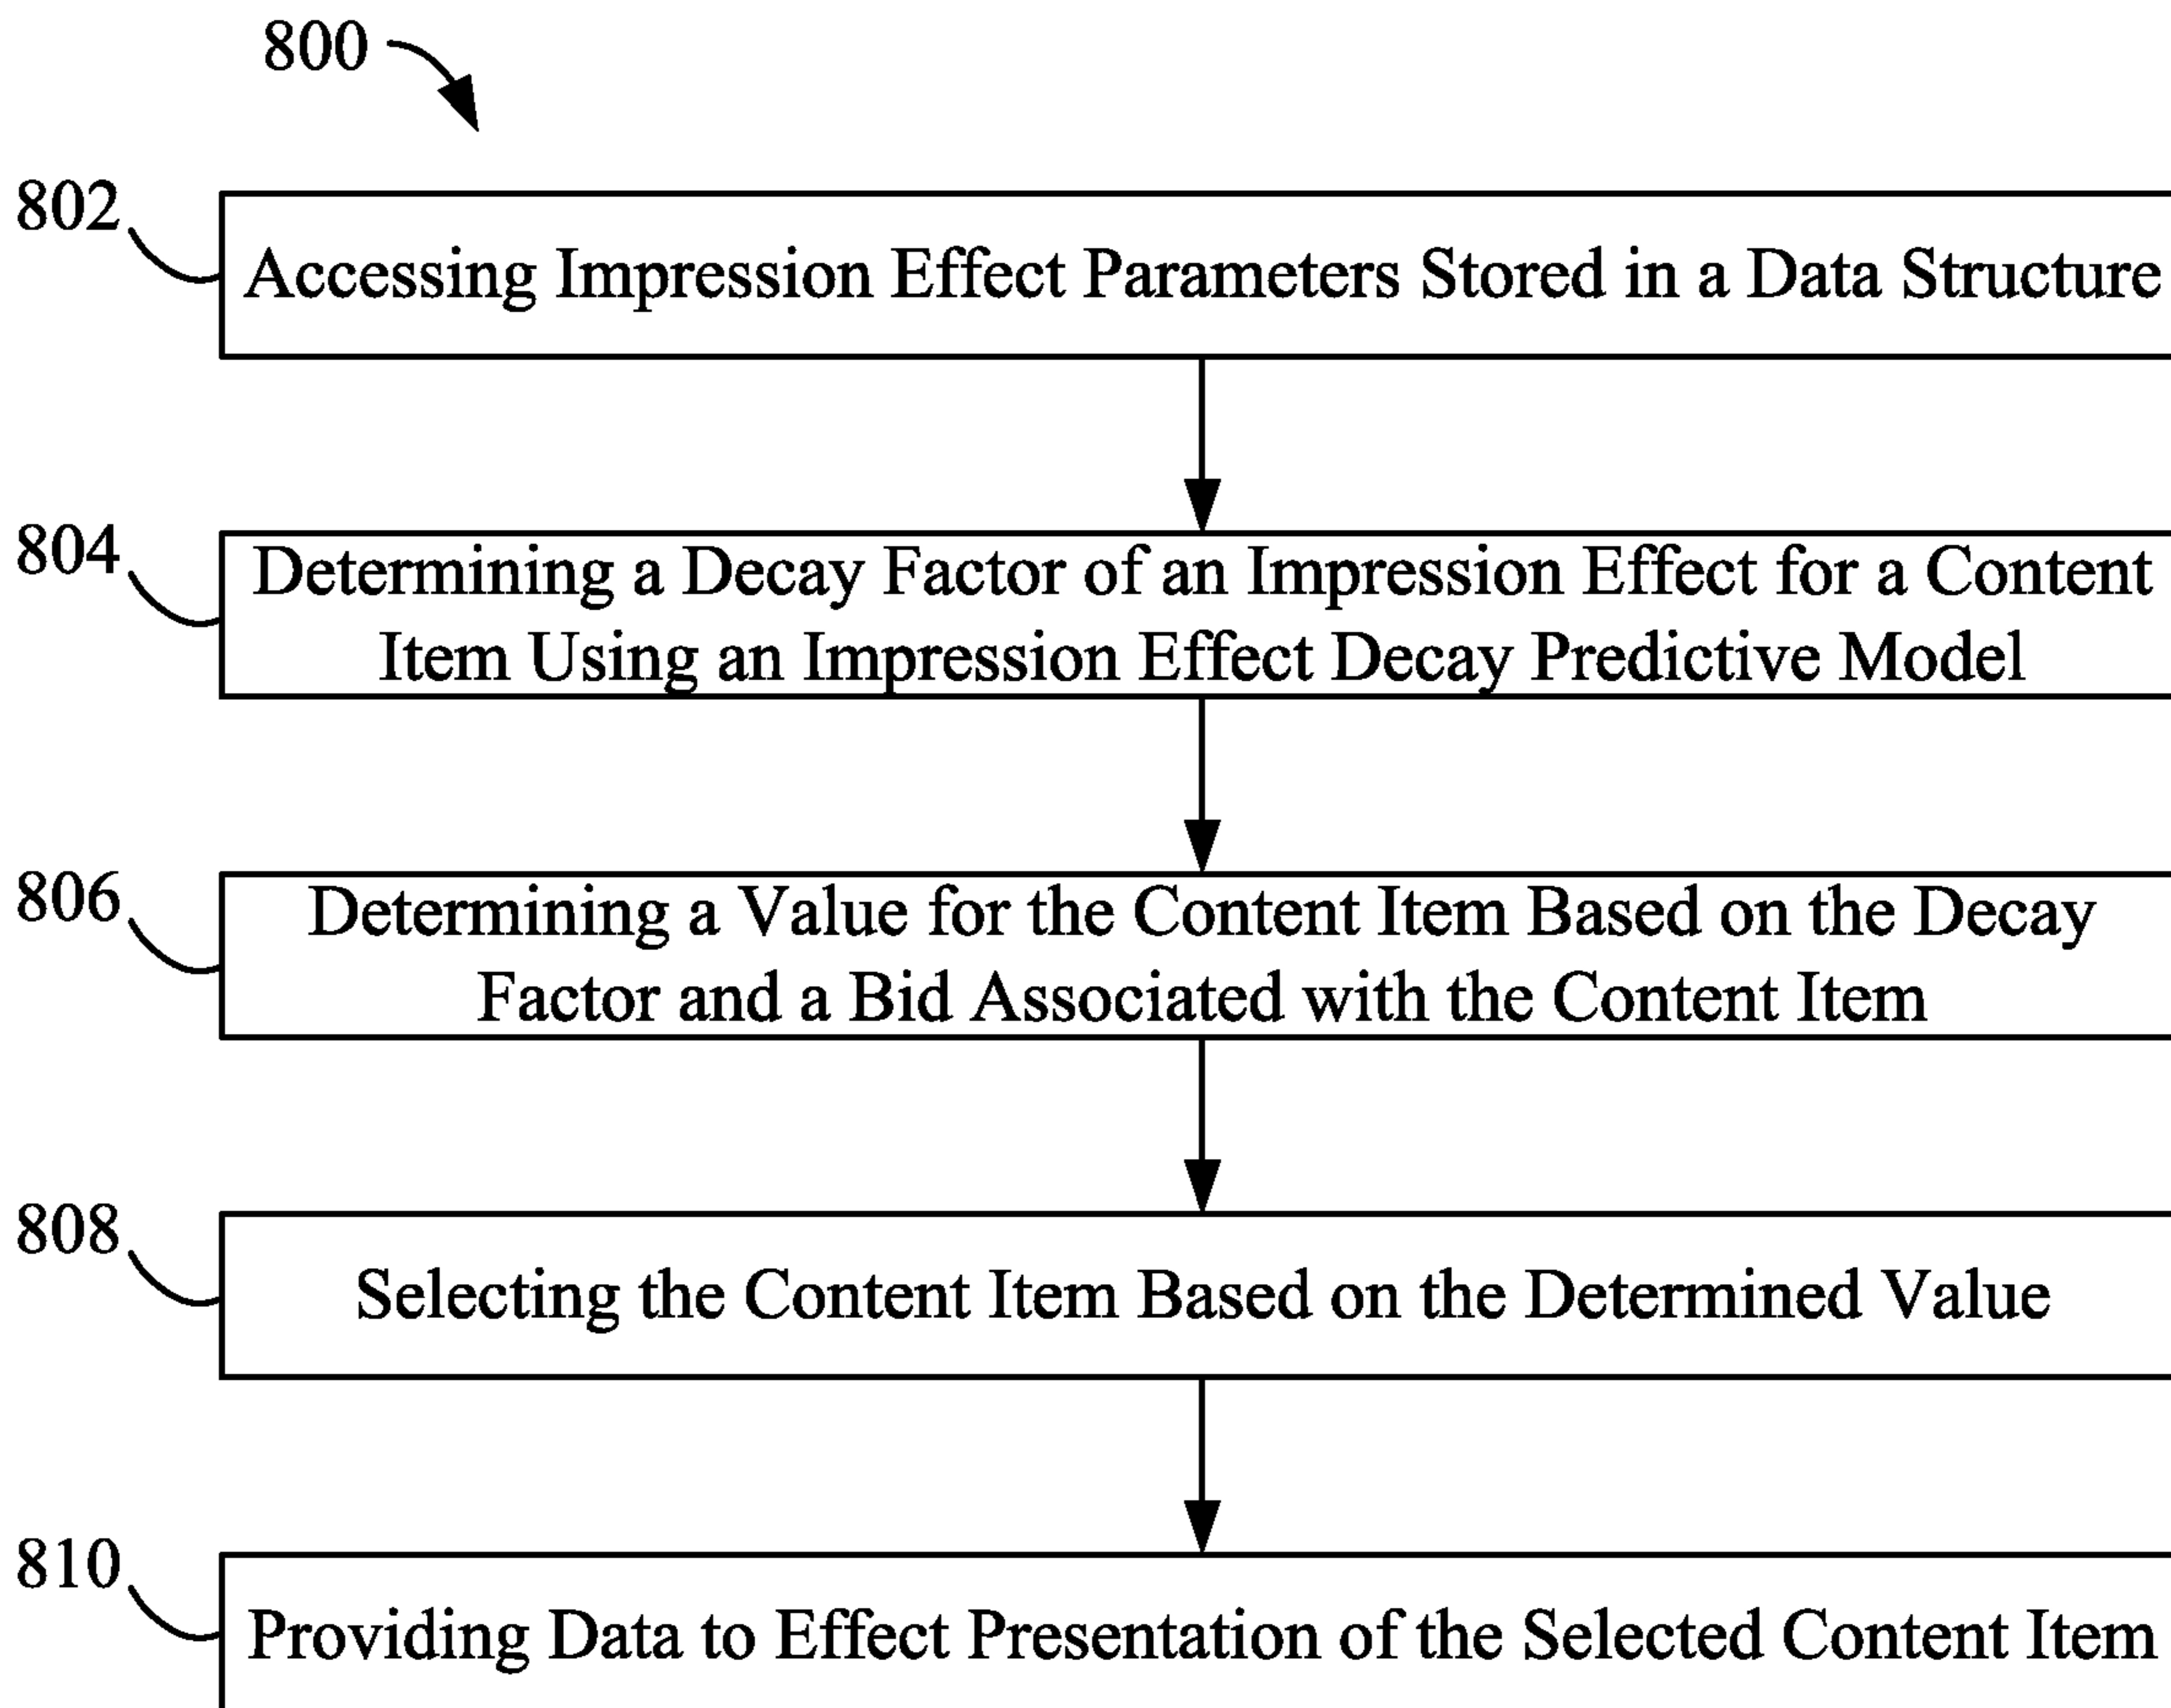 800
802
Accessing Impression Effect Parameters Stored in a Data Structure
804
Determining a Decay Factor of an Impression Effect for a Content
Item Using an Impression Effect Decay Predictive Model
806
Determining a Value for the Content Item Based on the Decay
Factor and a Bid Associated with the Content Item
808
Selecting the Content Item Based on the Determined Value
810
Providing Data to Effect Presentation of the Selected Content Item